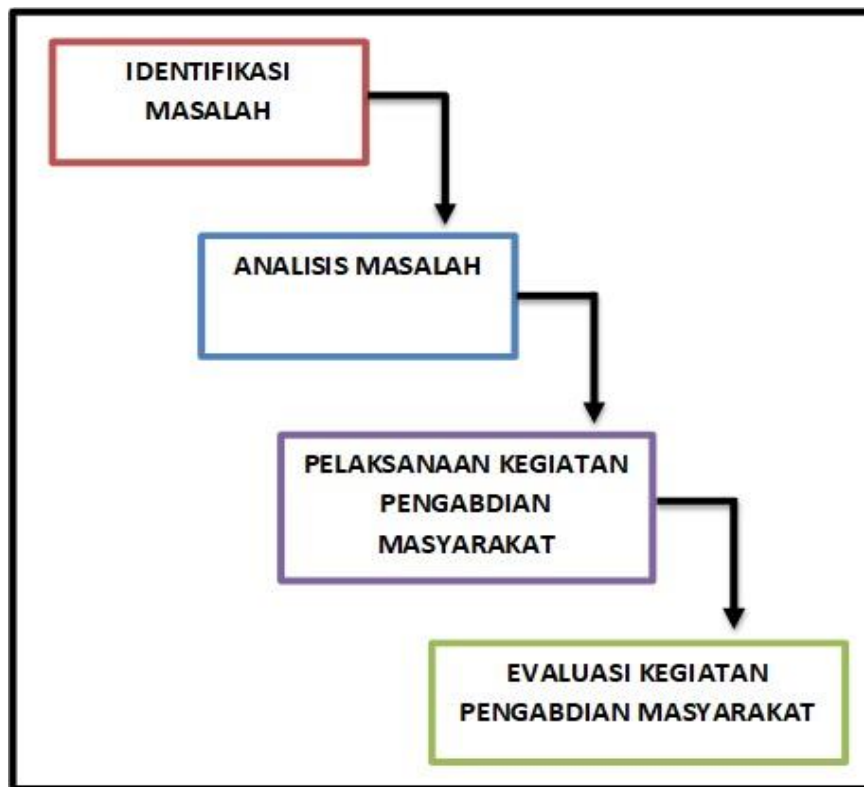 IDENTIFIKASI
MASALAH
ANALISIS MASALAH
PELAKSANAAN KEGIATAN
PENGABDIAN
MASYARAKAT
EVALUASI KEGIATAN
PENGABDIAN MASYARAKAT